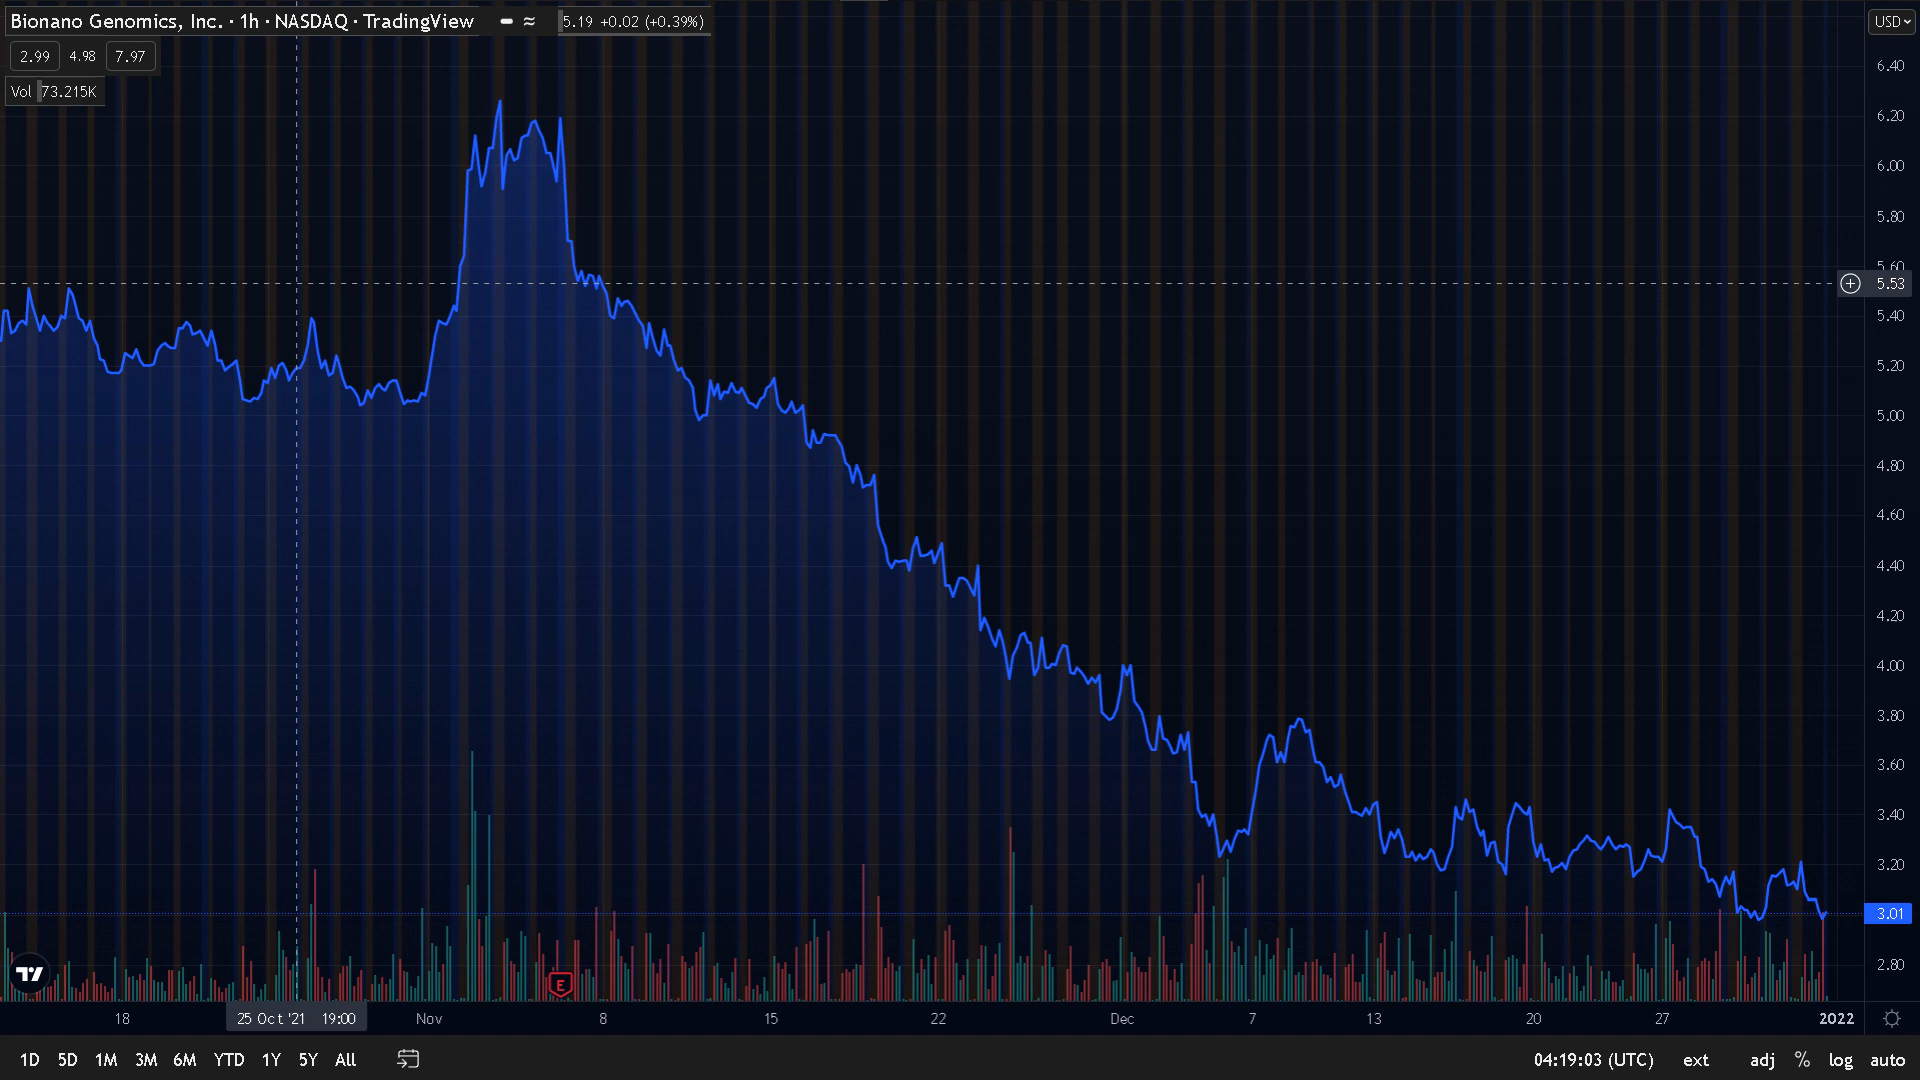 Bionano Genomics, Inc. · 1h · NASDAQ · TradingView 5.19 +0.02 (+0.39%)
USD
2.99 4.98 7.97
Vol 73.215K
6.40
6.20
6.00
5.80
5.60
5.53
5.40
5.20
5.00
4.80
4.60
4.40
4.20
4.00
3.80
3.60
3.40
3.20
3.01
2.80
E
18 25 Oct '21 19:00 Nov 8 15 22 Dec 7 13 20 27 2022
1D 5D 1M 3M 6M YTD 1Y 5Y All 04:19:03 (UTC) ext adj % log auto